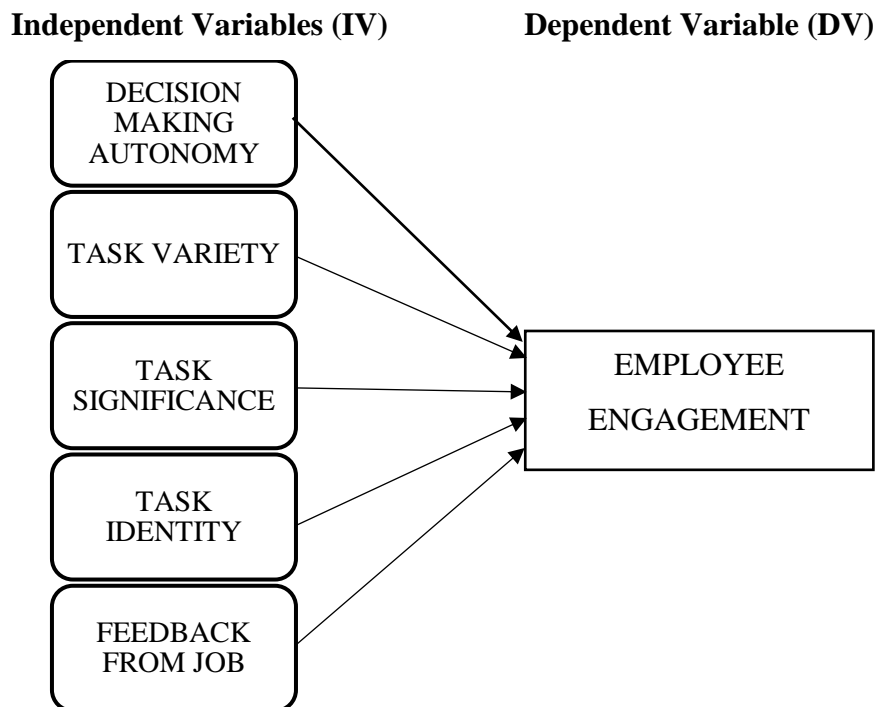 Independent Variables (IV)
Dependent Variable (DV)
DECISION
MAKING
AUTONOMY
TASK VARIETY
TASK
SIGNIFICANCE
TASK
IDENTITY
FEEDBACK
FROM JOB
EMPLOYEE
ENGAGEMENT